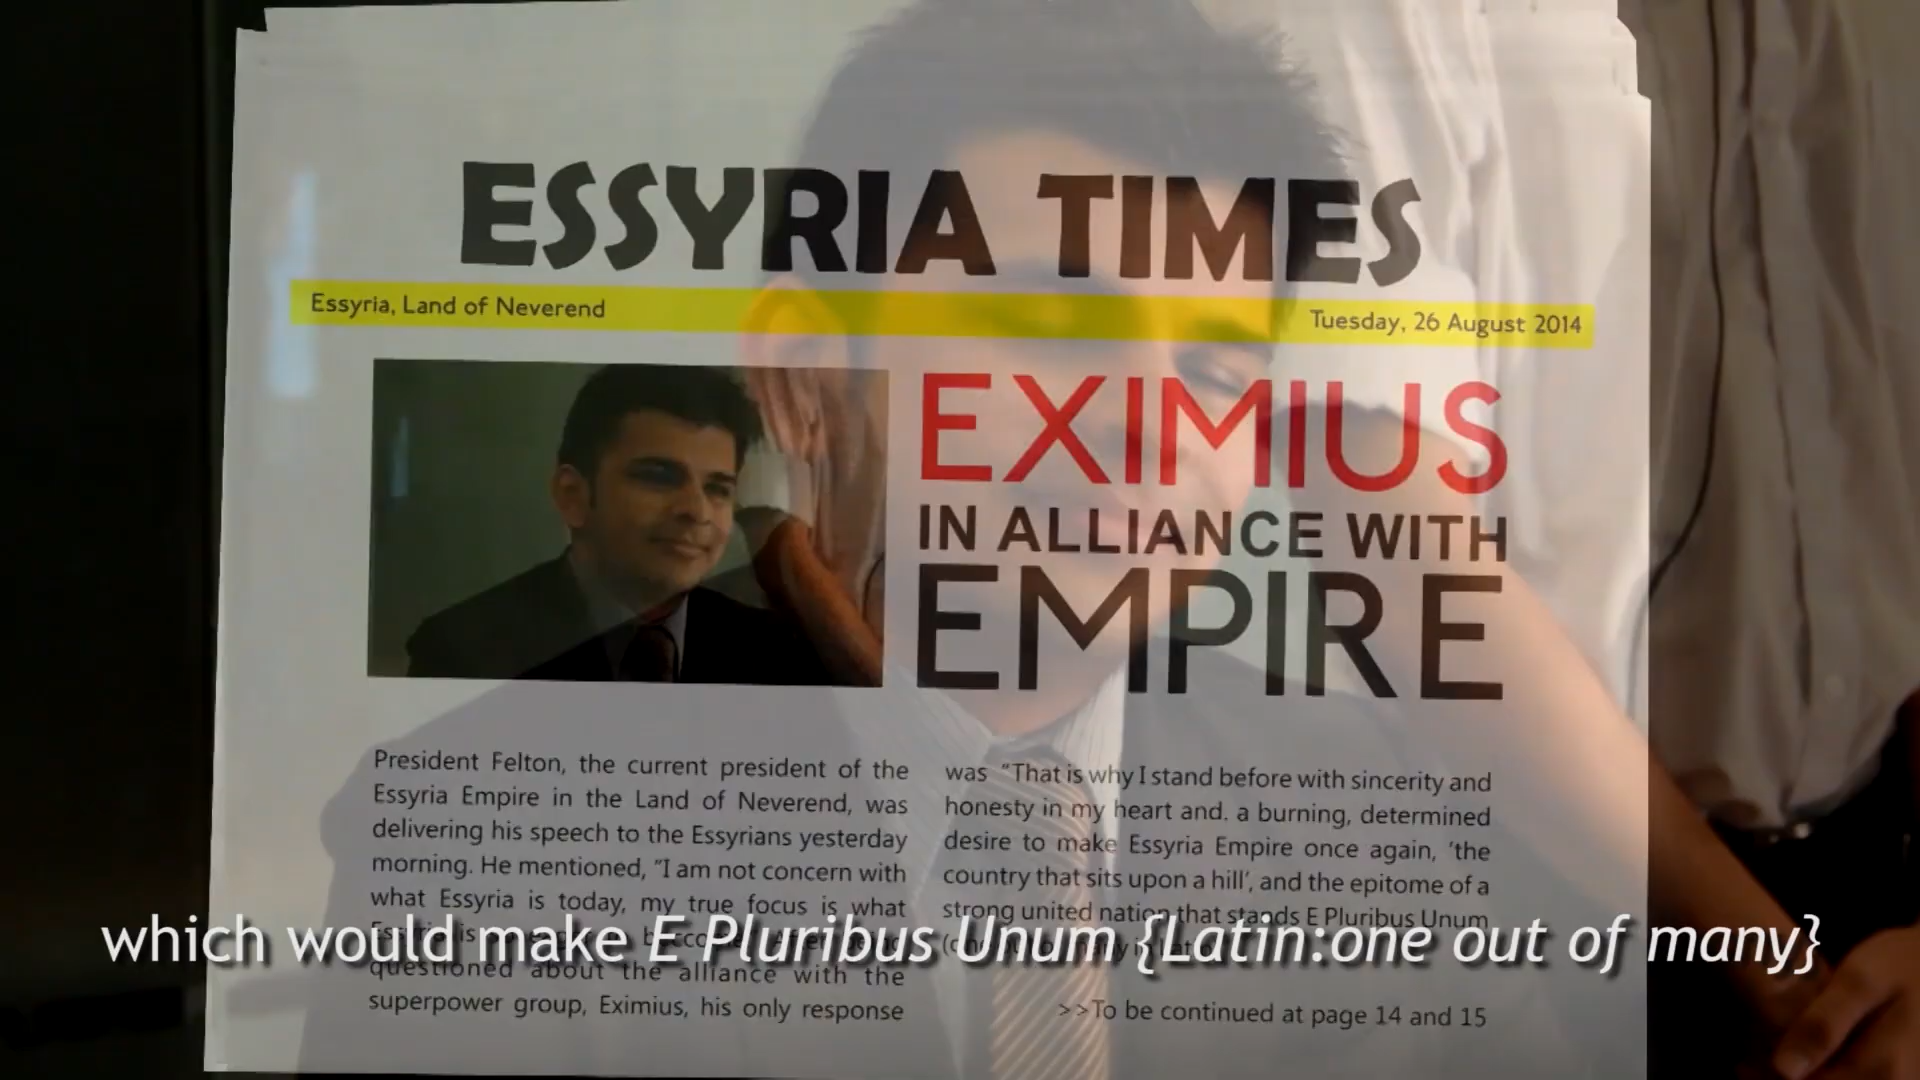 ESSYRIA TIMES
Essyria, Land of Neverend
Tuesday, 26 August 2014
EXIMIUS
IN ALLIANCE WITH
EMPIRE
President Felton, the current president of the
Essyria Empire in the Land of Neverend, was
delivering his speech to the Essyrians yesterday
morning. He mentioned, "I am not concern with
what Essyria is today, my true focus is what
Essyria is
questioned about the alliance with the
superpower group, Eximius, his only response
was "That is why I stand before with sincerity and
honesty in my heart and. a burning, determined
desire to make Essyria Empire once again, 'the
country that sits upon a hill', and the epitome of a
strong united nation that stands E Pluribus Unum
>>To be continued at page 14 and 15
which would make E Pluribus Unum {Latin:one out of many}